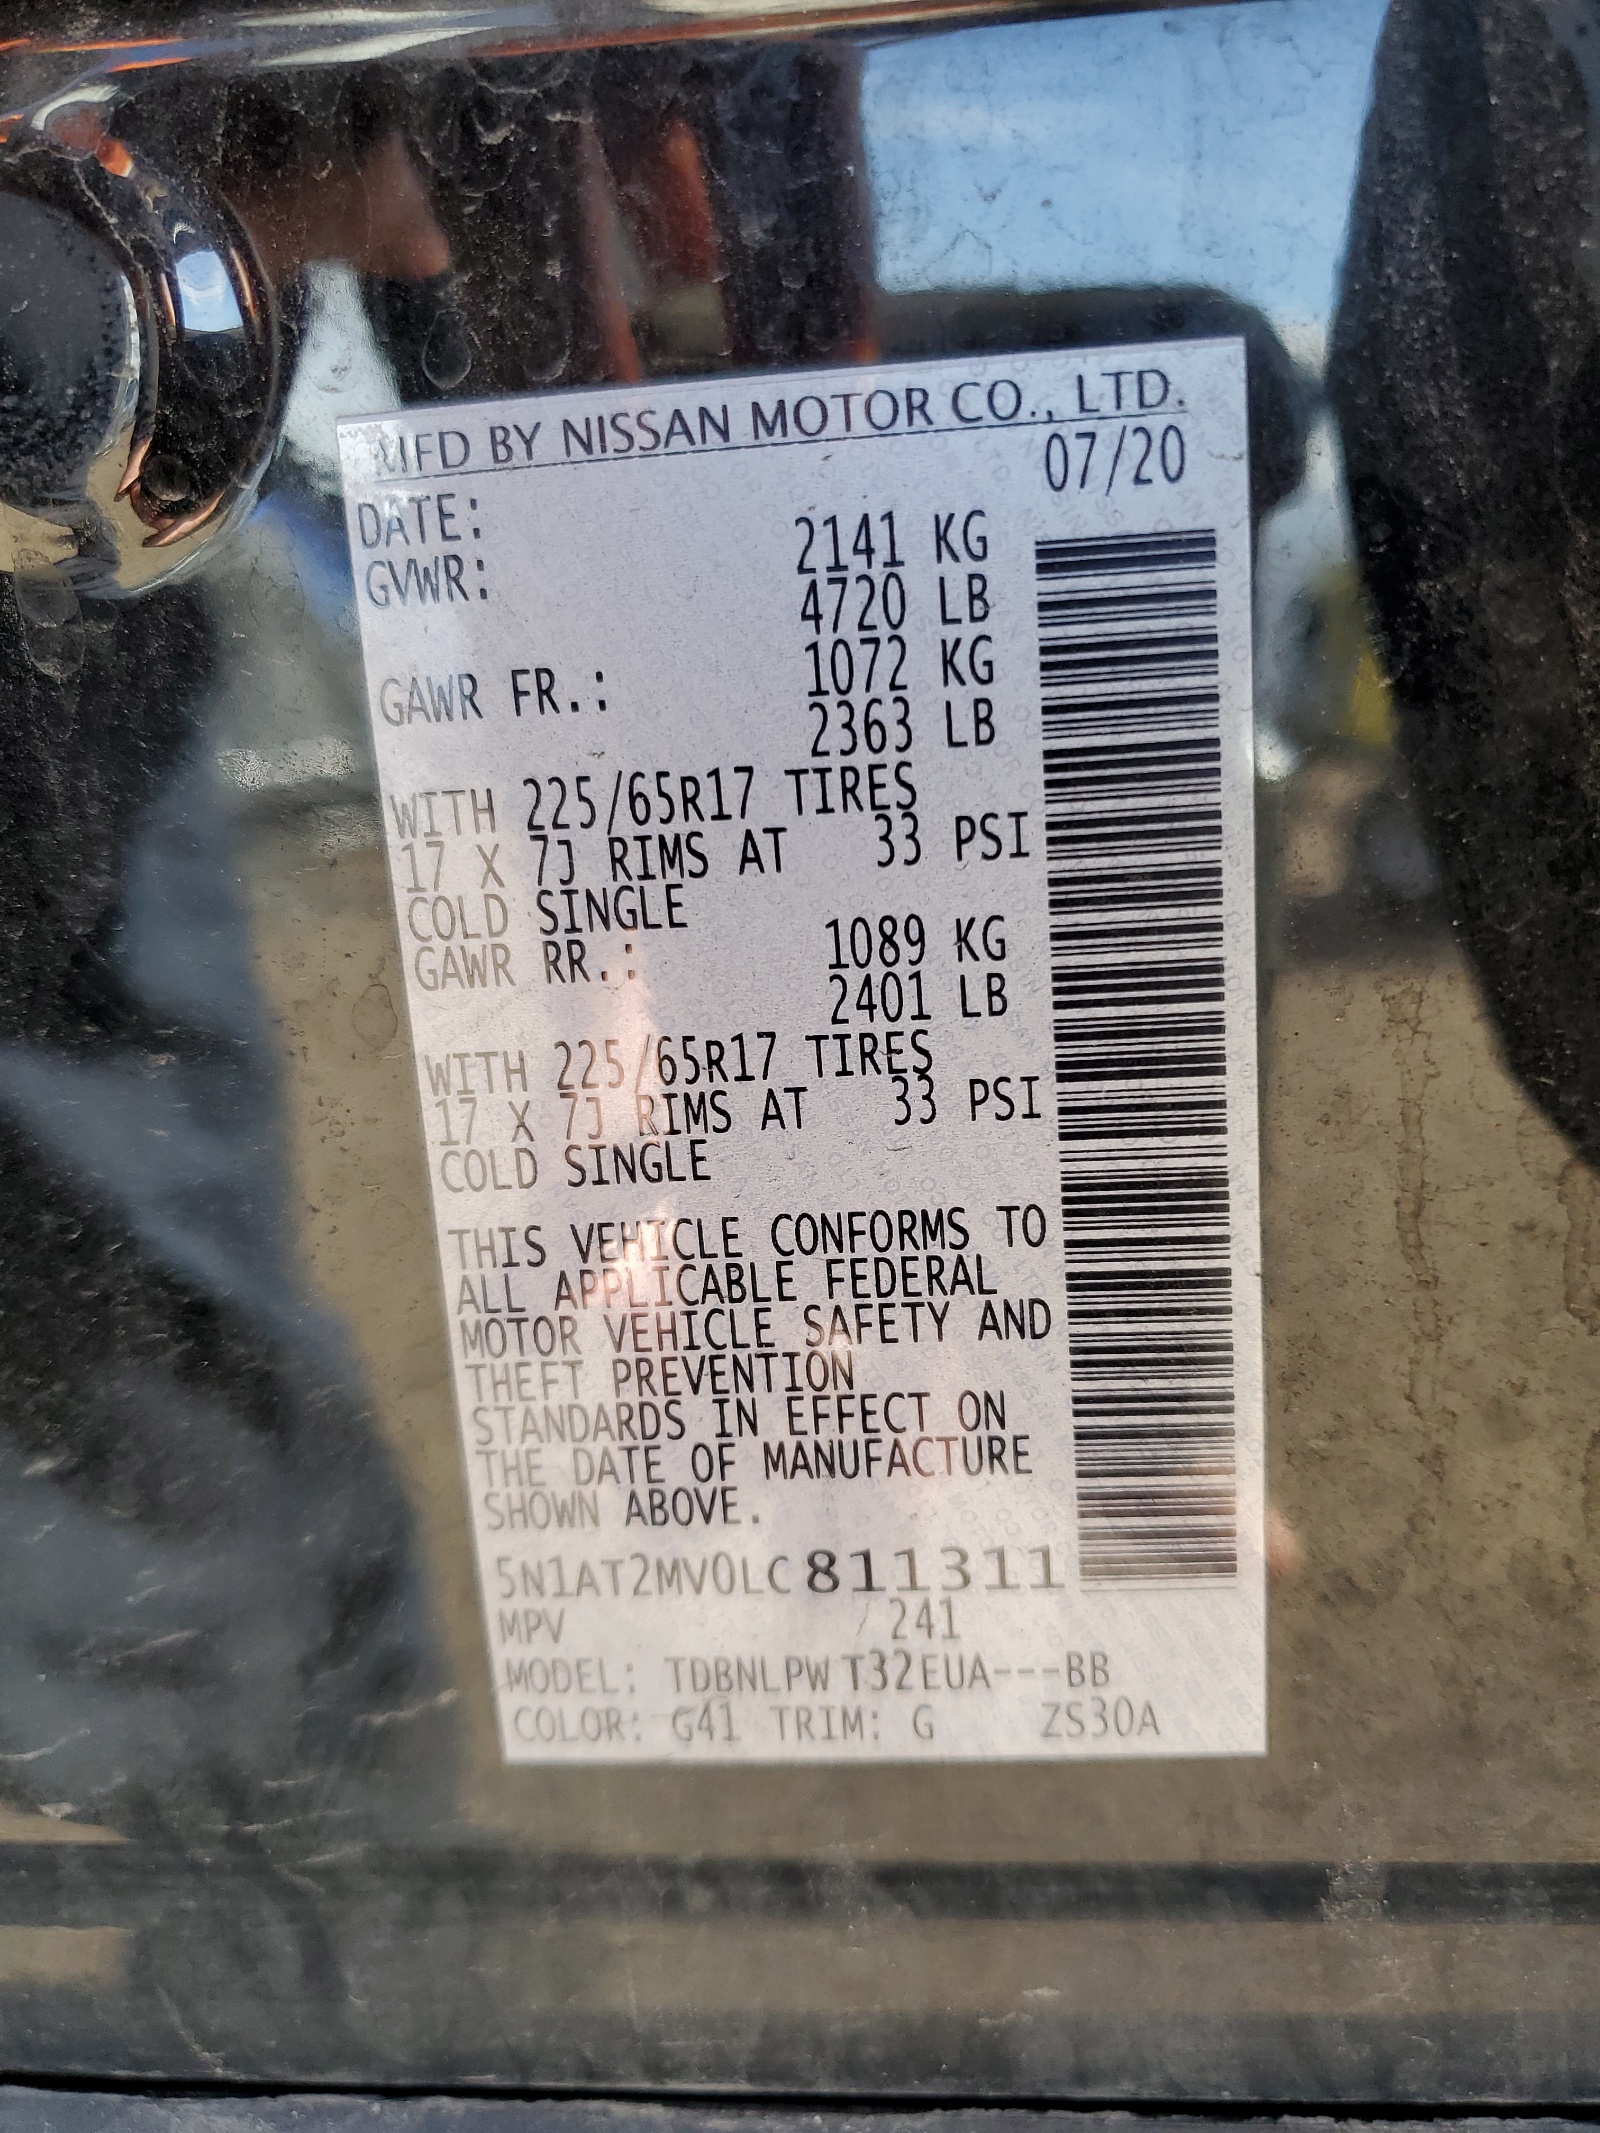 MFD BY NISSAN MOTOR CO., LTD.
DATE: 07/20
GVWR: 2141 KG
4720 LB
GAWR FR.: 1072 KG
2363 LB
WITH 225/65R17 TIRES
17 X 7J RIMS AT 33 PSI
COLD SINGLE
GAWR RR.: 1089 KG
2401 LB
WITH 225/65R17 TIRES
17 X 7J RIMS AT 33 PSI
COLD SINGLE
THIS VEHICLE CONFORMS TO
ALL APPLICABLE FEDERAL
MOTOR VEHICLE SAFETY AND
THEFT PREVENTION
STANDARDS IN EFFECT ON
THE DATE OF MANUFACTURE
SHOWN ABOVE.
5N1AT2MV0LC811311
MPV / 241
MODEL: TDBNLPW T32EUA---BB
COLOR: G41 TRIM: G ZS30A